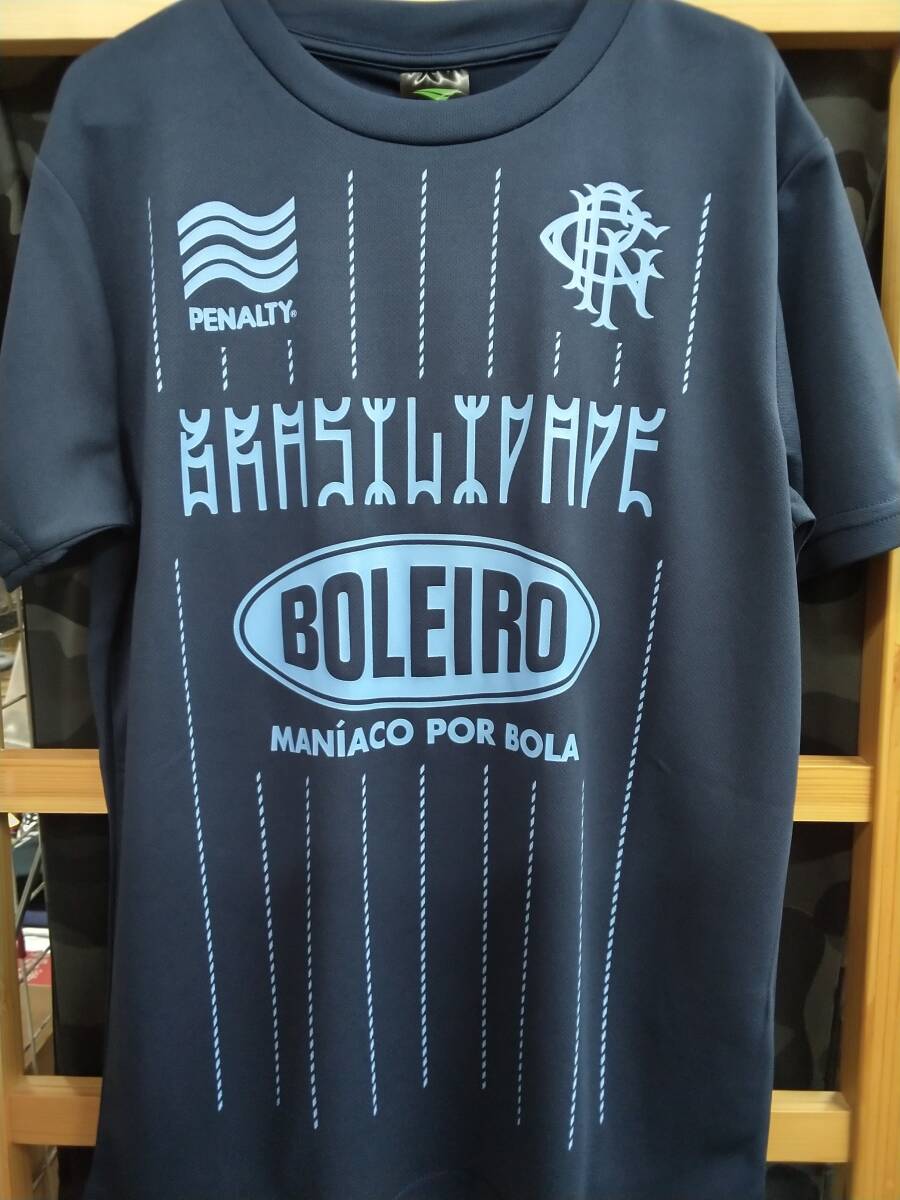 PENALTY®
BRASILIDADE
BOLEIRO
MANÍACO POR BOLA